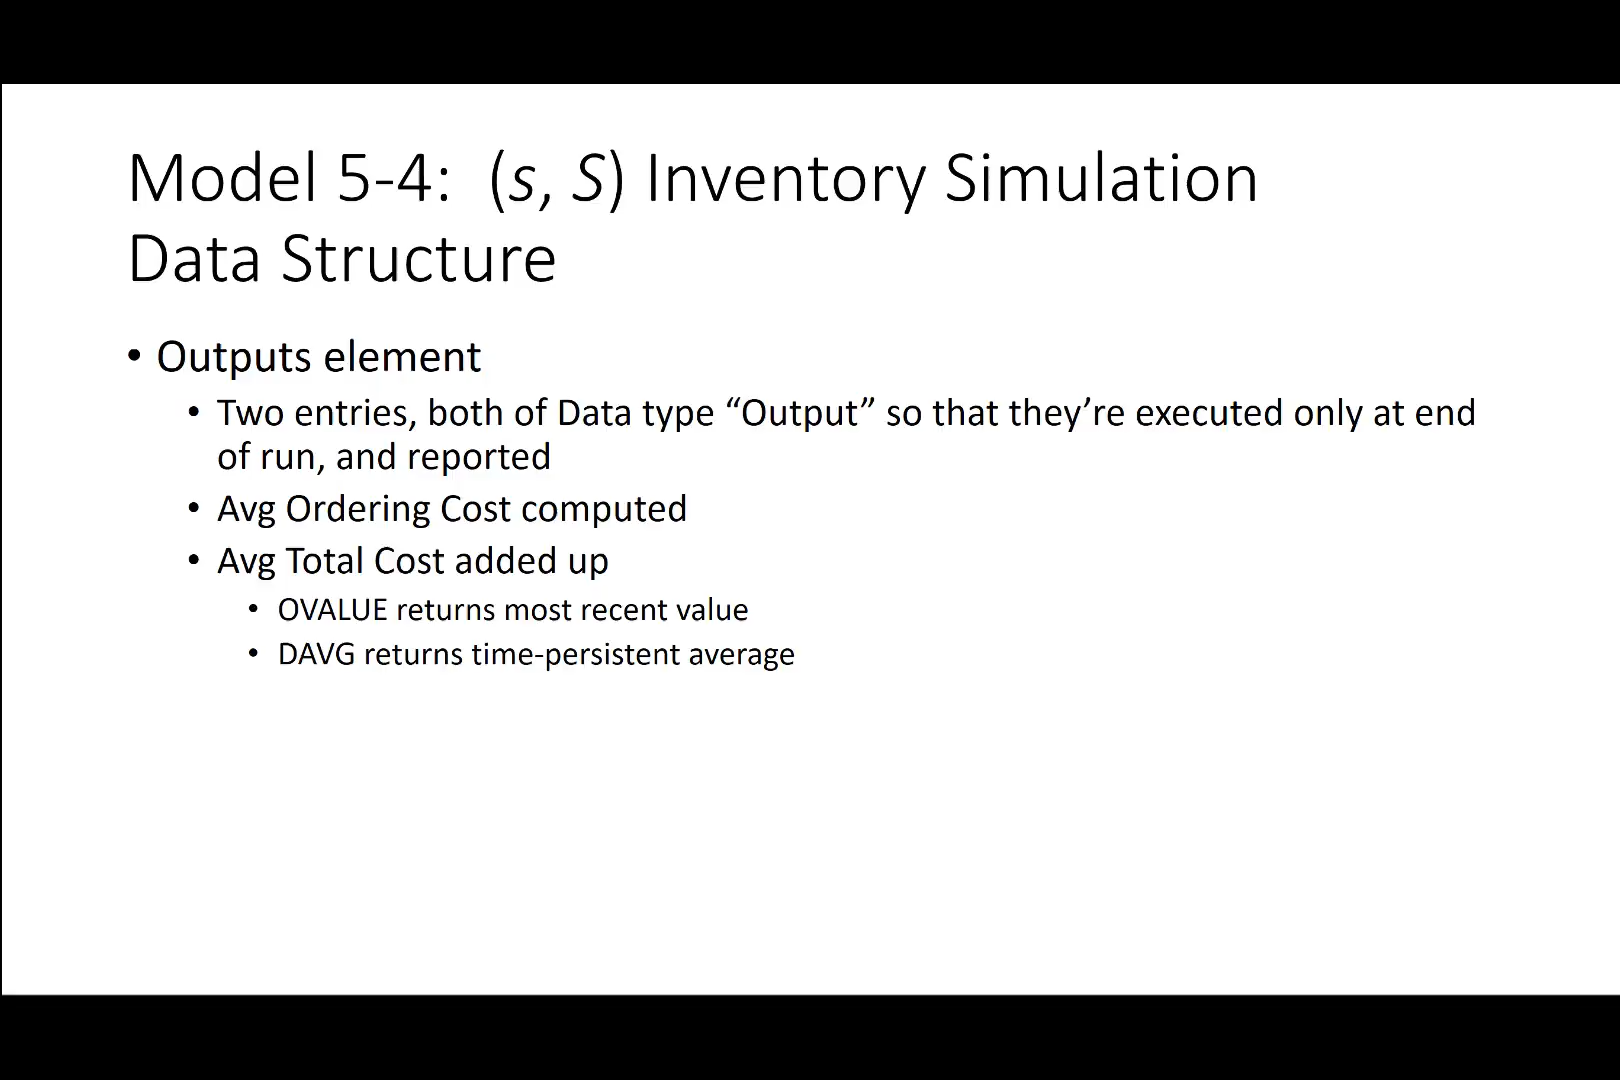 Model 5-4:  (s, S) Inventory Simulation
Data Structure
• Outputs element
• Two entries, both of Data type “Output” so that they’re executed only at end
of run, and reported
• Avg Ordering Cost computed
• Avg Total Cost added up
• OVALUE returns most recent value
• DAVG returns time-persistent average